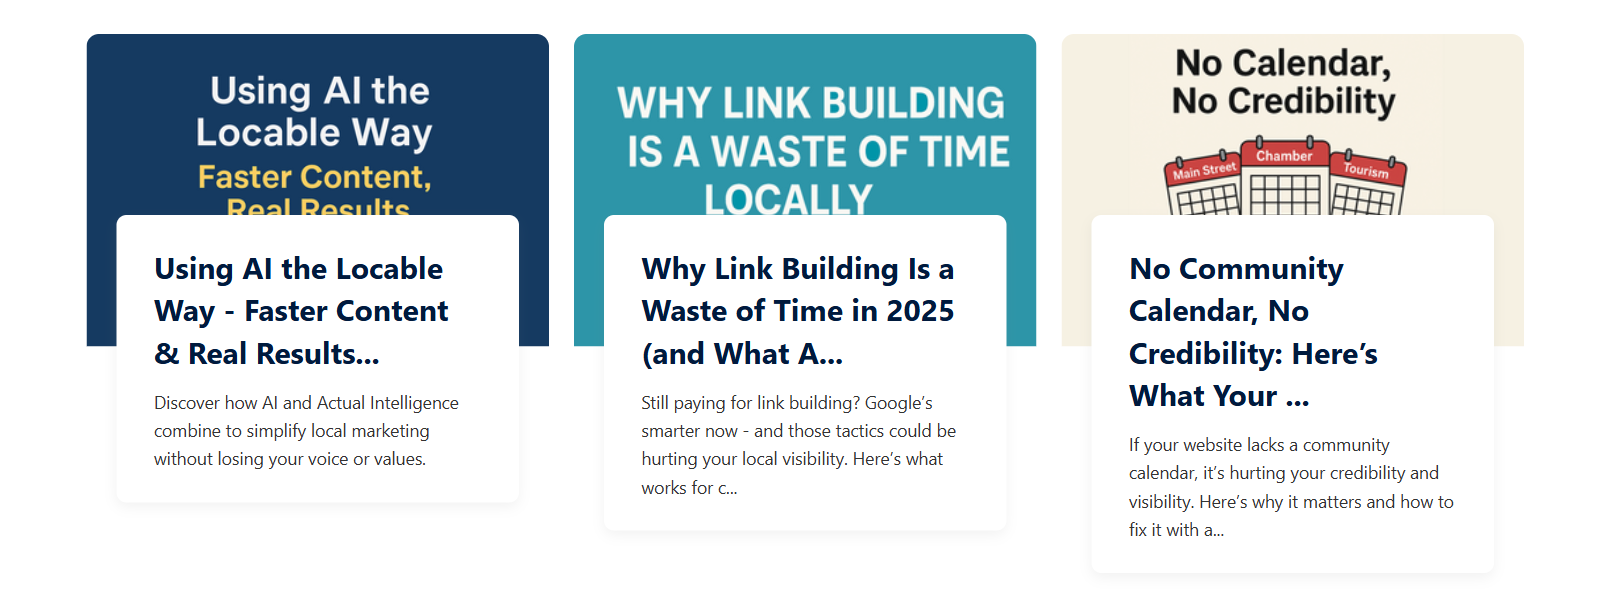 Using AI the
Locable Way
Faster Content,
Real Results
Using AI the Locable
Way - Faster Content
& Real Results...
Discover how AI and Actual Intelligence
combine to simplify local marketing
without losing your voice or values.
WHY LINK BUILDING
IS A WASTE OF TIME
LOCALLY
Why Link Building Is a
Waste of Time in 2025
(and What A...
Still paying for link building? Google’s
smarter now - and those tactics could be
hurting your local visibility. Here’s what
works for c...
No Calendar,
No Credibility
Main Street
Chamber
Tourism
No Community
Calendar, No
Credibility: Here’s
What Your ...
If your website lacks a community
calendar, it’s hurting your credibility and
visibility. Here’s why it matters and how to
fix it with a...